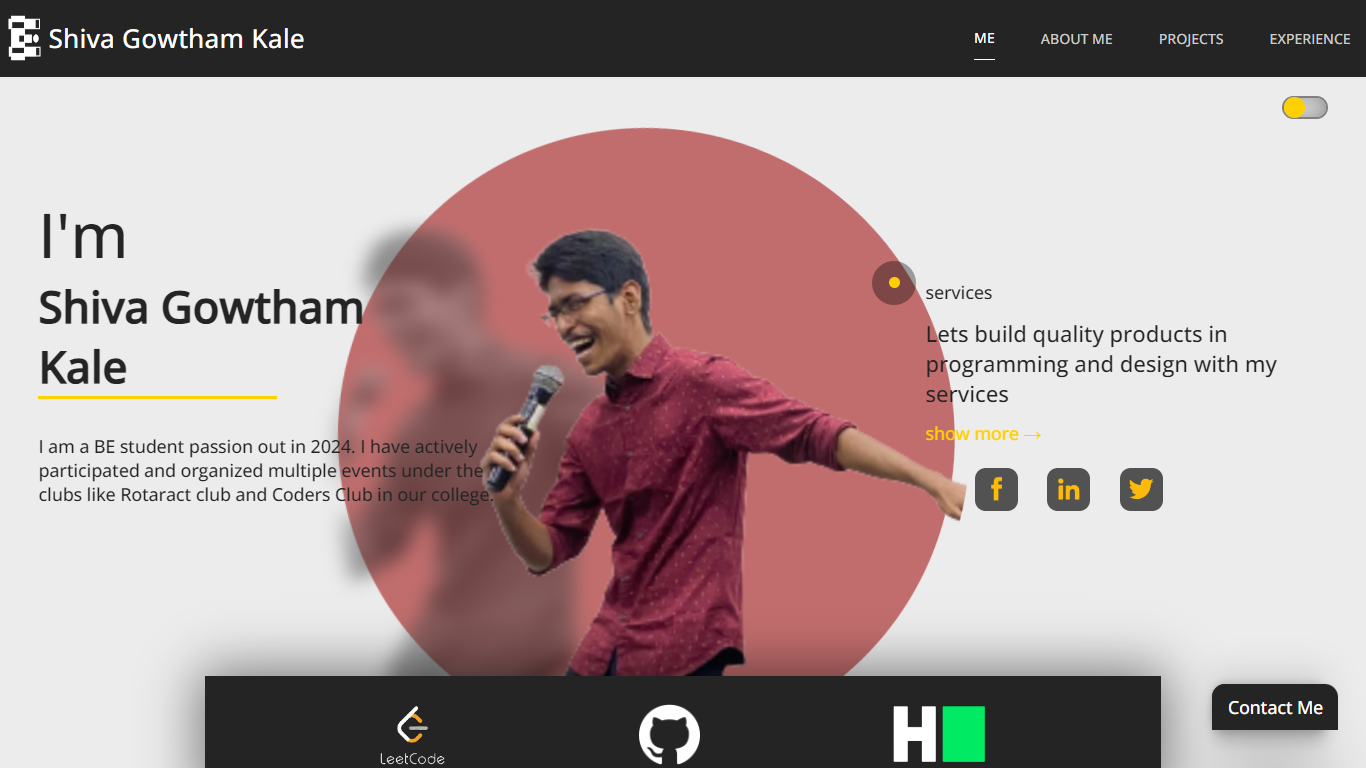 Shiva Gowtham Kale
ME
ABOUT ME
PROJECTS
EXPERIENCE
I'm
Shiva Gowtham
Kale
I am a BE student passion out in 2024. I have actively
participated and organized multiple events under the
clubs like Rotaract club and Coders Club in our college.
services
Lets build quality products in
programming and design with my
services
show more →
f
in
LeetCode
H
Contact Me